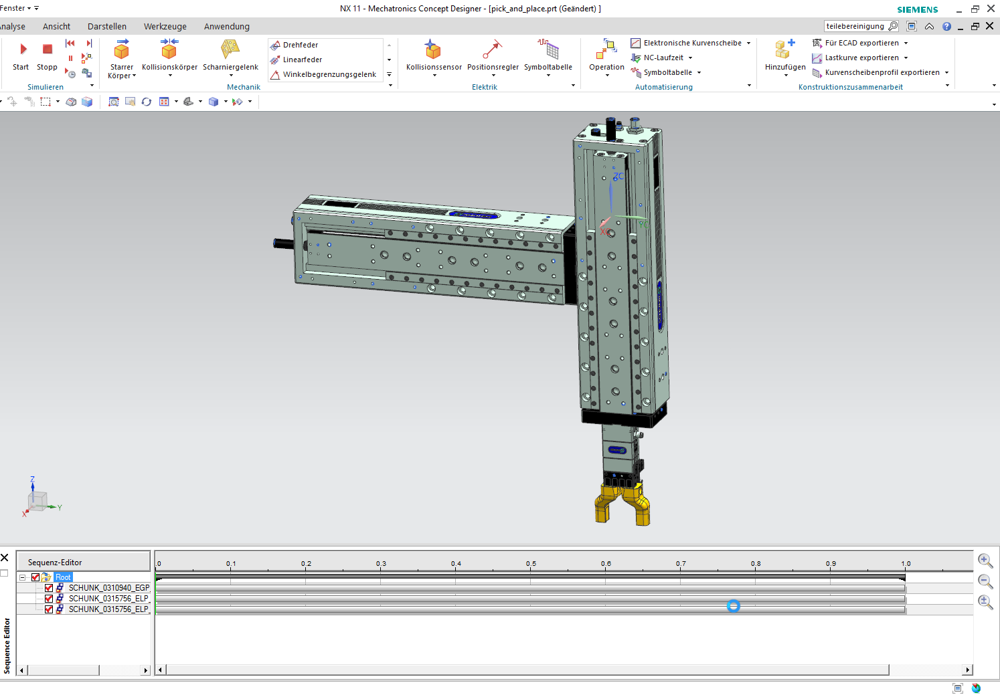 Fenster
NX 11 - Mechatronics Concept Designer - [pick_and_place.prt (Geändert) ]
SIEMENS
nalyse
Ansicht
Darstellen
Werkzeuge
Anwendung
teilebereinigung
Start
Stopp
Simulieren
Starrer
Körper
Kollisionskörper
Scharniergelenk
Drehfeder
Linearfeder
Winkelbegrenzungsgelenk
Mechanik
Kollisionssensor
Positionsregler
Symboltabelle
Elektrik
Operation
Elektronische Kurvenscheibe
NC-Laufzeit
Symboltabelle
Automatisierung
Hinzufügen
Für ECAD exportieren
Lastkurve exportieren
Kurvenscheibenprofil exportieren
Konstruktionszusammenarbeit
ZC
XC
YC
Z
Y
X
Sequenz-Editor
.0
0.1
0.2
0.3
0.4
0.5
0.6
0.7
0.8
0.9
1.0
Root
SCHUNK_0310940_EGP
SCHUNK_0315756_ELP_
SCHUNK_0315756_ELP_
Sequence Editor